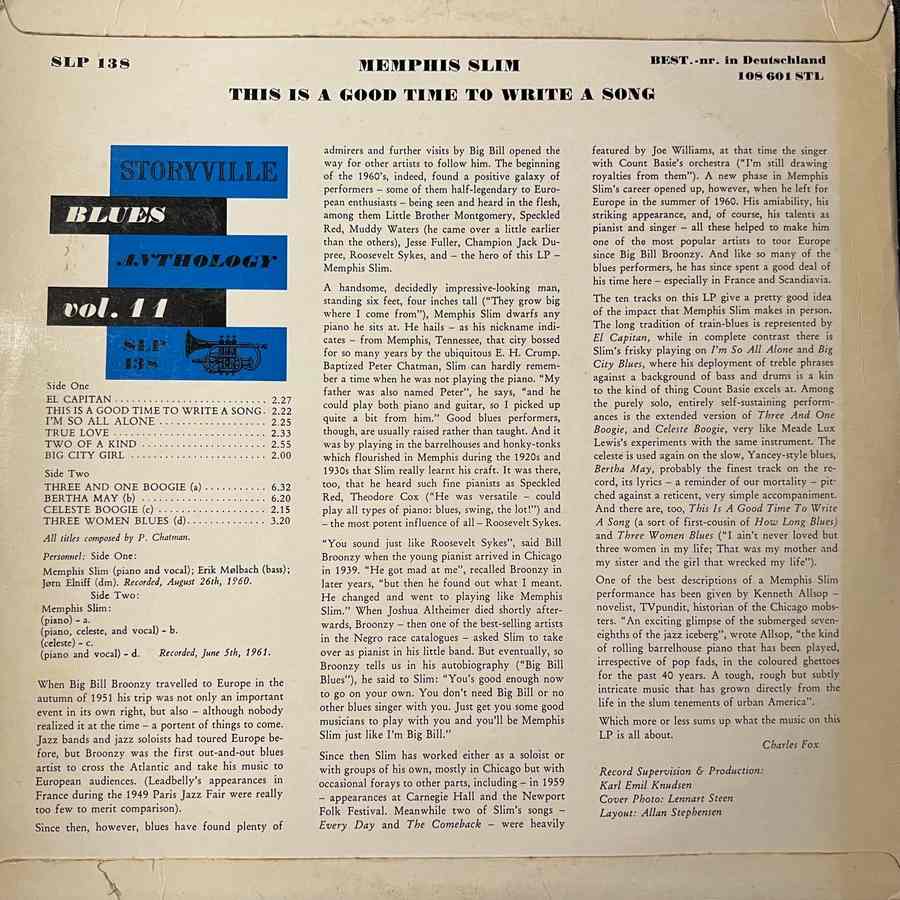 SLP 138
MEMPHIS SLIM
BEST.-nr. in Deutschland
108 601 STL
THIS IS A GOOD TIME TO WRITE A SONG
STORYVILLE
BLUES
ANTHOLOGY
vol. 11
SLP
138
Side One
EL CAPITAN . . . . . . . . . . . . . . . . . . . . . . . 2.27
THIS IS A GOOD TIME TO WRITE A SONG. 2.22
I'M SO ALL ALONE . . . . . . . . . . . . . . . . 2.25
TRUE LOVE . . . . . . . . . . . . . . . . . . . . . . . 2.33
TWO OF A KIND . . . . . . . . . . . . . . . . . . . 2.55
BIG CITY GIRL . . . . . . . . . . . . . . . . . . . . . 2.00
Side Two
THREE AND ONE BOOGIE (a) . . . . . . . . . . . 6.32
BERTHA MAY (b) . . . . . . . . . . . . . . . . . . . . 6.20
CELESTE BOOGIE (c) . . . . . . . . . . . . . . . . . 2.15
THREE WOMEN BLUES (d). . . . . . . . . . . . . . 3.20
All titles composed by P. Chatman.
Personnel: Side One:
Memphis Slim (piano and vocal); Erik Mølbach (bass);
Jørn Elniff (dm). Recorded, August 26th, 1960.
Side Two:
Memphis Slim:
(piano) – a.
(piano, celeste, and vocal) – b.
(celeste) – c.
(piano and vocal) – d. Recorded, June 5th, 1961.
When Big Bill Broonzy travelled to Europe in the
autumn of 1951 his trip was not only an important
event in its own right, but also – although nobody
realized it at the time – a portent of things to come.
Jazz bands and jazz soloists had toured Europe be-
fore, but Broonzy was the first out-and-out blues
artist to cross the Atlantic and take his music to
European audiences. (Leadbelly's appearances in
France during the 1949 Paris Jazz Fair were really
too few to merit comparison).
Since then, however, blues have found plenty of
admirers and further visits by Big Bill opened the
way for other artists to follow him. The beginning
of the 1960's, indeed, found a positive galaxy of
performers – some of them half-legendary to Euro-
pean enthusiasts – being seen and heard in the flesh,
among them Little Brother Montgomery, Speckled
Red, Muddy Waters (he came over a little earlier
than the others), Jesse Fuller, Champion Jack Du-
pree, Roosevelt Sykes, and – the hero of this LP –
Memphis Slim.
A handsome, decidedly impressive-looking man,
standing six feet, four inches tall ("They grow big
where I come from"), Memphis Slim dwarfs any
piano he sits at. He hails – as his nickname indi-
cates – from Memphis, Tennessee, that city bossed
for so many years by the ubiquitous E. H. Crump.
Baptized Peter Chatman, Slim can hardly remem-
ber a time when he was not playing the piano. "My
father was also named Peter", he says, "and he
could play both piano and guitar, so I picked up
quite a bit from him." Good blues performers,
though, are usually raised rather than taught. And it
was by playing in the barrelhouses and honky-tonks
which flourished in Memphis during the 1920s and
1930s that Slim really learnt his craft. It was there,
too, that he heard such fine pianists as Speckled
Red, Theodore Cox ("He was versatile – could
play all types of piano: blues, swing, the lot!") and
– the most potent influence of all – Roosevelt Sykes.
"You sound just like Roosevelt Sykes", said Bill
Broonzy when the young pianist arrived in Chicago
in 1939. "He got mad at me", recalled Broonzy in
later years, "but then he found out what I meant.
He changed and went to playing like Memphis
Slim." When Joshua Altheimer died shortly after-
wards, Broonzy – then one of the best-selling artists
in the Negro race catalogues – asked Slim to take
over as pianist in his little band. But eventually, so
Broonzy tells us in his autobiography ("Big Bill
Blues"), he said to Slim: "You's good enough now
to go on your own. You don't need Big Bill or no
other blues singer with you. Just get you some good
musicians to play with you and you'll be Memphis
Slim just like I'm Big Bill."
Since then Slim has worked either as a soloist or
with groups of his own, mostly in Chicago but with
occasional forays to other parts, including – in 1959
– appearances at Carnegie Hall and the Newport
Folk Festival. Meanwhile two of Slim's songs –
Every Day and The Comeback – were heavily
featured by Joe Williams, at that time the singer
with Count Basie's orchestra ("I'm still drawing
royalties from them"). A new phase in Memphis
Slim's career opened up, however, when he left for
Europe in the summer of 1960. His amiability, his
striking appearance, and, of course, his talents as
pianist and singer – all these helped to make him
one of the most popular artists to tour Europe
since Big Bill Broonzy. And like so many of the
blues performers, he has since spent a good deal of
his time here – especially in France and Scandiavia.
The ten tracks on this LP give a pretty good idea
of the impact that Memphis Slim makes in person.
The long tradition of train-blues is represented by
El Capitan, while in complete contrast there is
Slim's frisky playing on I'm So All Alone and Big
City Blues, where his deployment of treble phrases
against a background of bass and drums is a kin
to the kind of thing Count Basie excels at. Among
the purely solo, entirely self-sustaining perform-
ances is the extended version of Three And One
Boogie, and Celeste Boogie, very like Meade Lux
Lewis's experiments with the same instrument. The
celeste is used again on the slow, Yancey-style blues,
Bertha May, probably the finest track on the re-
cord, its lyrics – a reminder of our mortality – pit-
ched against a reticent, very simple accompaniment.
And there are, too, This Is A Good Time To Write
A Song (a sort of first-cousin of How Long Blues)
and Three Women Blues ("I ain't never loved but
three women in my life; That was my mother and
my sister and the girl that wrecked my life").
One of the best descriptions of a Memphis Slim
performance has been given by Kenneth Allsop –
novelist, TVpundit, historian of the Chicago mobs-
ters. "An exciting glimpse of the submerged seven-
eighths of the jazz iceberg", wrote Allsop, "the kind
of rolling barrelhouse piano that has been played,
irrespective of pop fads, in the coloured ghettoes
for the past 40 years. A tough, rough but subtly
intricate music that has grown directly from the
life in the slum tenements of urban America".
Which more or less sums up what the music on this
LP is all about.
Charles Fox
Record Supervision & Production:
Karl Emil Knudsen
Cover Photo: Lennart Steen
Layout: Allan Stephensen